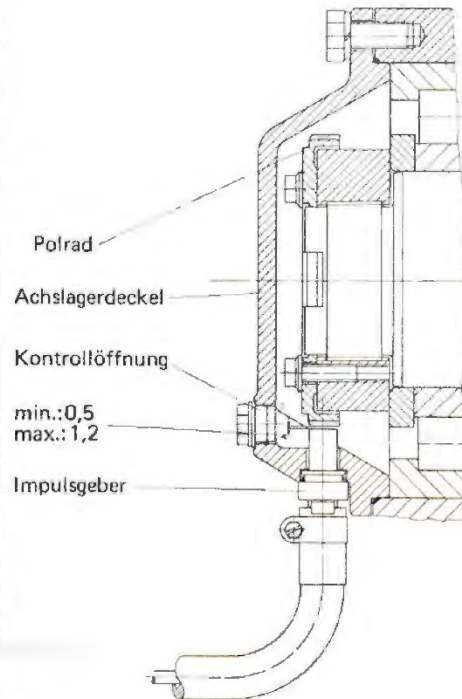 Polrad
Achslagerdeckel
Kontrollöffnung
min.:0,5
max.:1,2
Impulsgeber